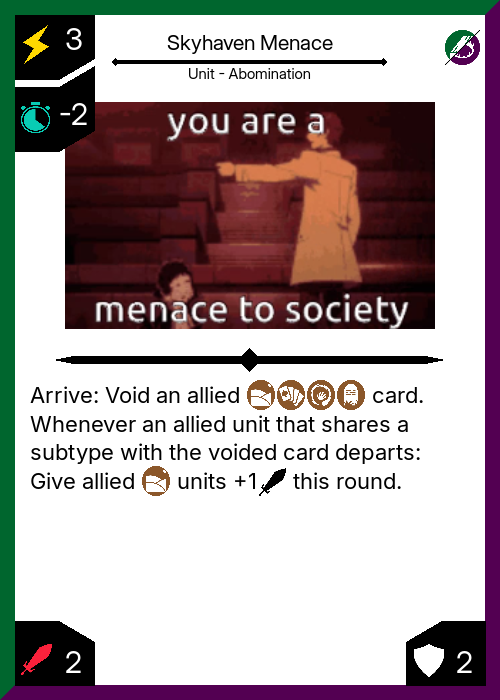 3
Skyhaven Menace
Unit - Abomination
-2
you are a
menace to society
Arrive: Void an allied card.
Whenever an allied unit that shares a
subtype with the voided card departs:
Give allied units +1 this round.
2
2